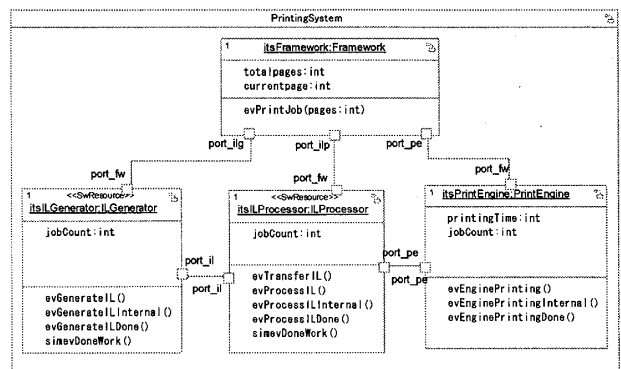 PrintingSystem
1 itsFramework:Framework
totalpages:int
currentpage:int
evPrintJob(pages:int)
port_ilg
port_ilp
port_pe
port_fw
port_fw
port_fw
1 <<SwResource>>
itsILGenerator:ILGenerator
jobCount:int
evGenerateIL()
evGenerateILInternal()
evGenerateILDone()
simevDoneWork()
port_il
port_il
1 <<SwResource>>
itsILProcessor:ILProcessor
jobCount:int
evTransferIL()
evProcessIL()
evProcessILInternal()
evProcessILDone()
simevDoneWork()
port_pe
port_pe
1 itsPrintEngine:PrintEngine
printingTime:int
jobCount:int
evEnginePrinting()
evEnginePrintingInternal()
evEnginePrintingDone()